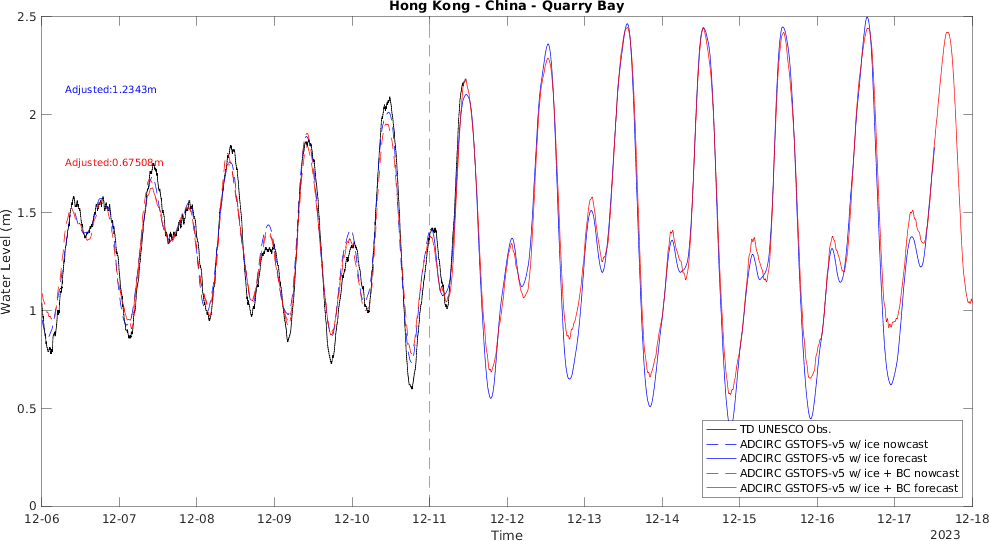 Hong Kong - China - Quarry Bay
2.5
Adjusted:1.2343m
2
Adjusted:0.67508m
1.5
Water Level (m)
1
0.5
0
TD UNESCO Obs.
ADCIRC GSTOFS-v5 w/ ice nowcast
ADCIRC GSTOFS-v5 w/ ice forecast
ADCIRC GSTOFS-v5 w/ ice + BC nowcast
ADCIRC GSTOFS-v5 w/ ice + BC forecast
12-06 12-07 12-08 12-09 12-10 12-11 12-12 12-13 12-14 12-15 12-16 12-17 12-18
Time
2023